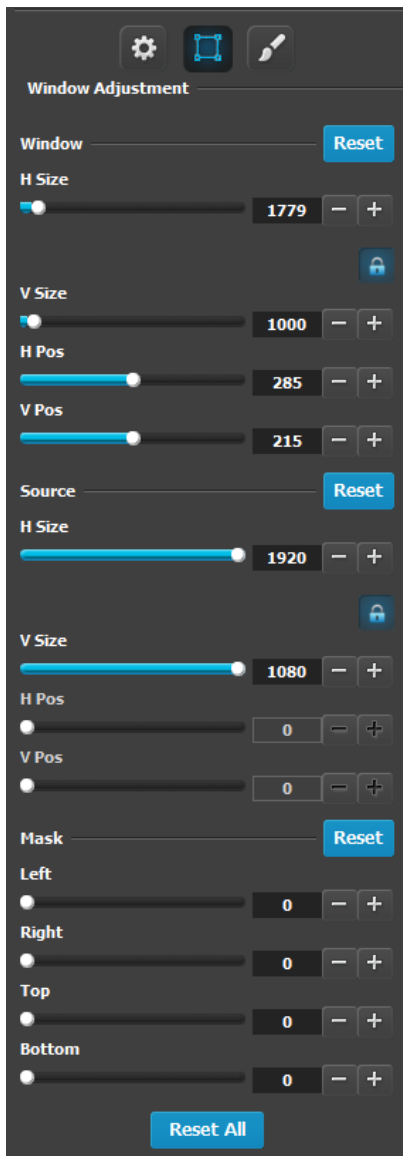 Window Adjustment
Window Reset
H Size
1779 − +
V Size
1000 − +
H Pos
285 − +
V Pos
215 − +
Source Reset
H Size
1920 − +
V Size
1080 − +
H Pos
0 − +
V Pos
0 − +
Mask Reset
Left
0 − +
Right
0 − +
Top
0 − +
Bottom
0 − +
Reset All